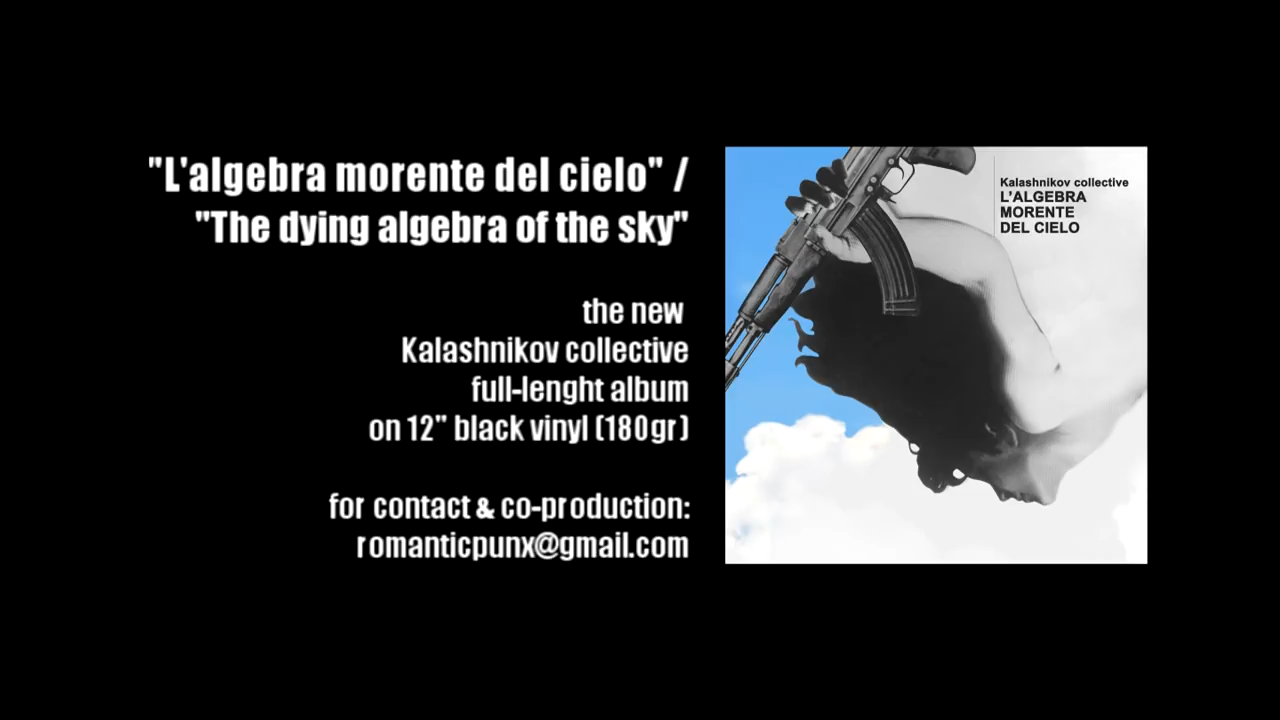 "L'algebra morente del cielo" /
"The dying algebra of the sky"
the new
Kalashnikov collective
full-lenght album
on 12" black vinyl (180gr)
for contact & co-production:
romanticpunx@gmail.com
Kalashnikov collective
L'ALGEBRA
MORENTE
DEL CIELO